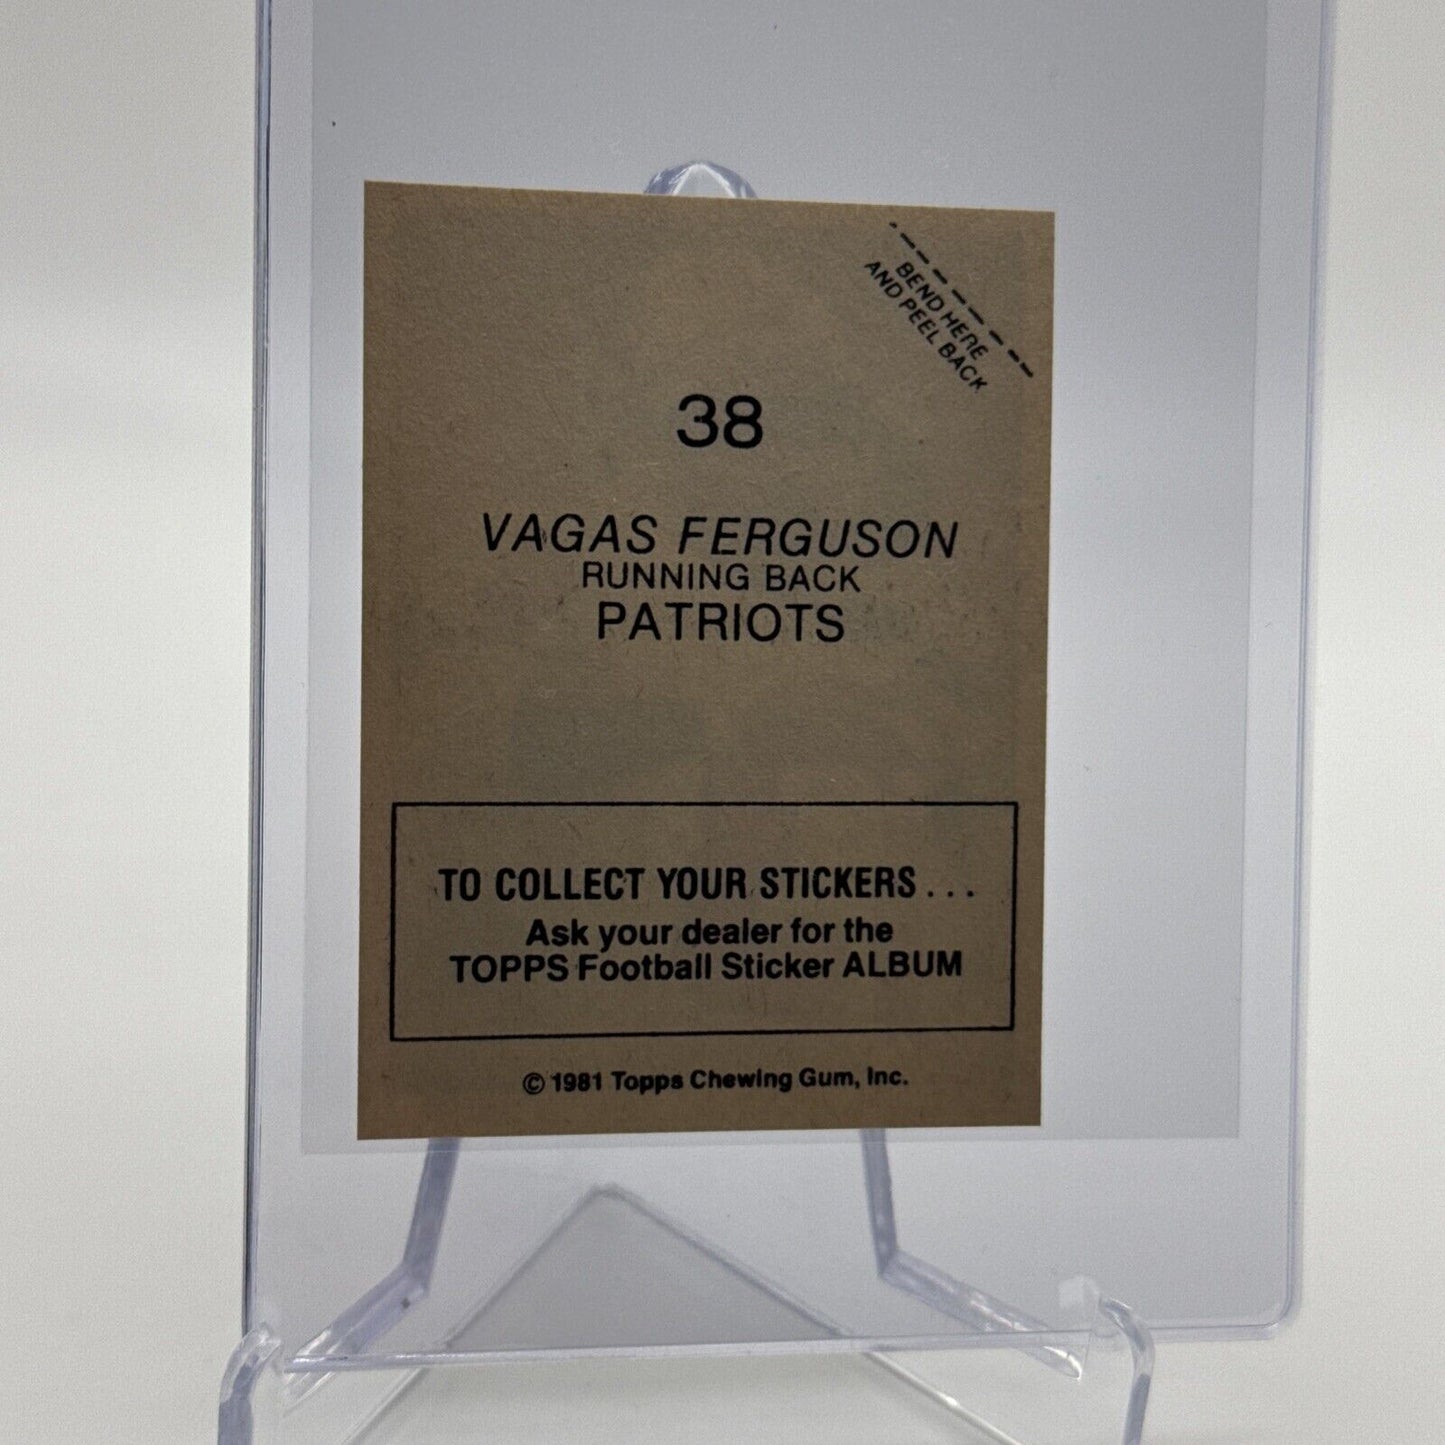 BEND HERE
AND PEEL BACK
38
VAGAS FERGUSON
RUNNING BACK
PATRIOTS
TO COLLECT YOUR STICKERS . . .
Ask your dealer for the
TOPPS Football Sticker ALBUM
© 1981 Topps Chewing Gum, Inc.